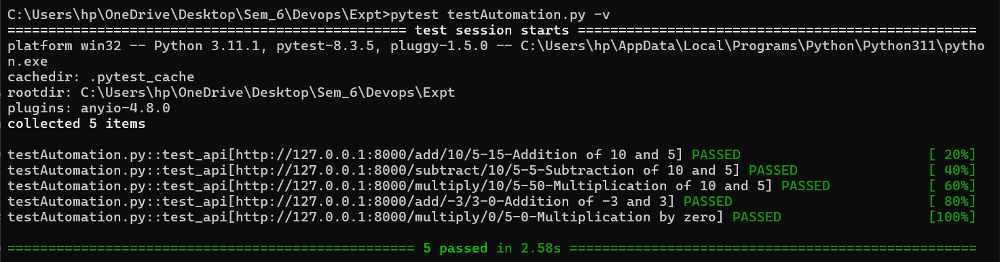 C:\Users\hp\OneDrive\Desktop\Sem_6\Devops\Expt>pytest testAutomation.py -v
================================================= test session starts =================================================
platform win32 -- Python 3.11.1, pytest-8.3.5, pluggy-1.5.0 -- C:\Users\hp\AppData\Local\Programs\Python\Python311\pytho
n.exe
cachedir: .pytest_cache
rootdir: C:\Users\hp\OneDrive\Desktop\Sem_6\Devops\Expt
plugins: anyio-4.8.0
collected 5 items
testAutomation.py::test_api[http://127.0.0.1:8000/add/10/5-15-Addition of 10 and 5] PASSED                       [ 20%]
testAutomation.py::test_api[http://127.0.0.1:8000/subtract/10/5-5-Subtraction of 10 and 5] PASSED                [ 40%]
testAutomation.py::test_api[http://127.0.0.1:8000/multiply/10/5-50-Multiplication of 10 and 5] PASSED            [ 60%]
testAutomation.py::test_api[http://127.0.0.1:8000/add/-3/3-0-Addition of -3 and 3] PASSED                        [ 80%]
testAutomation.py::test_api[http://127.0.0.1:8000/multiply/0/5-0-Multiplication by zero] PASSED                  [100%]
================================================== 5 passed in 2.58s ==================================================